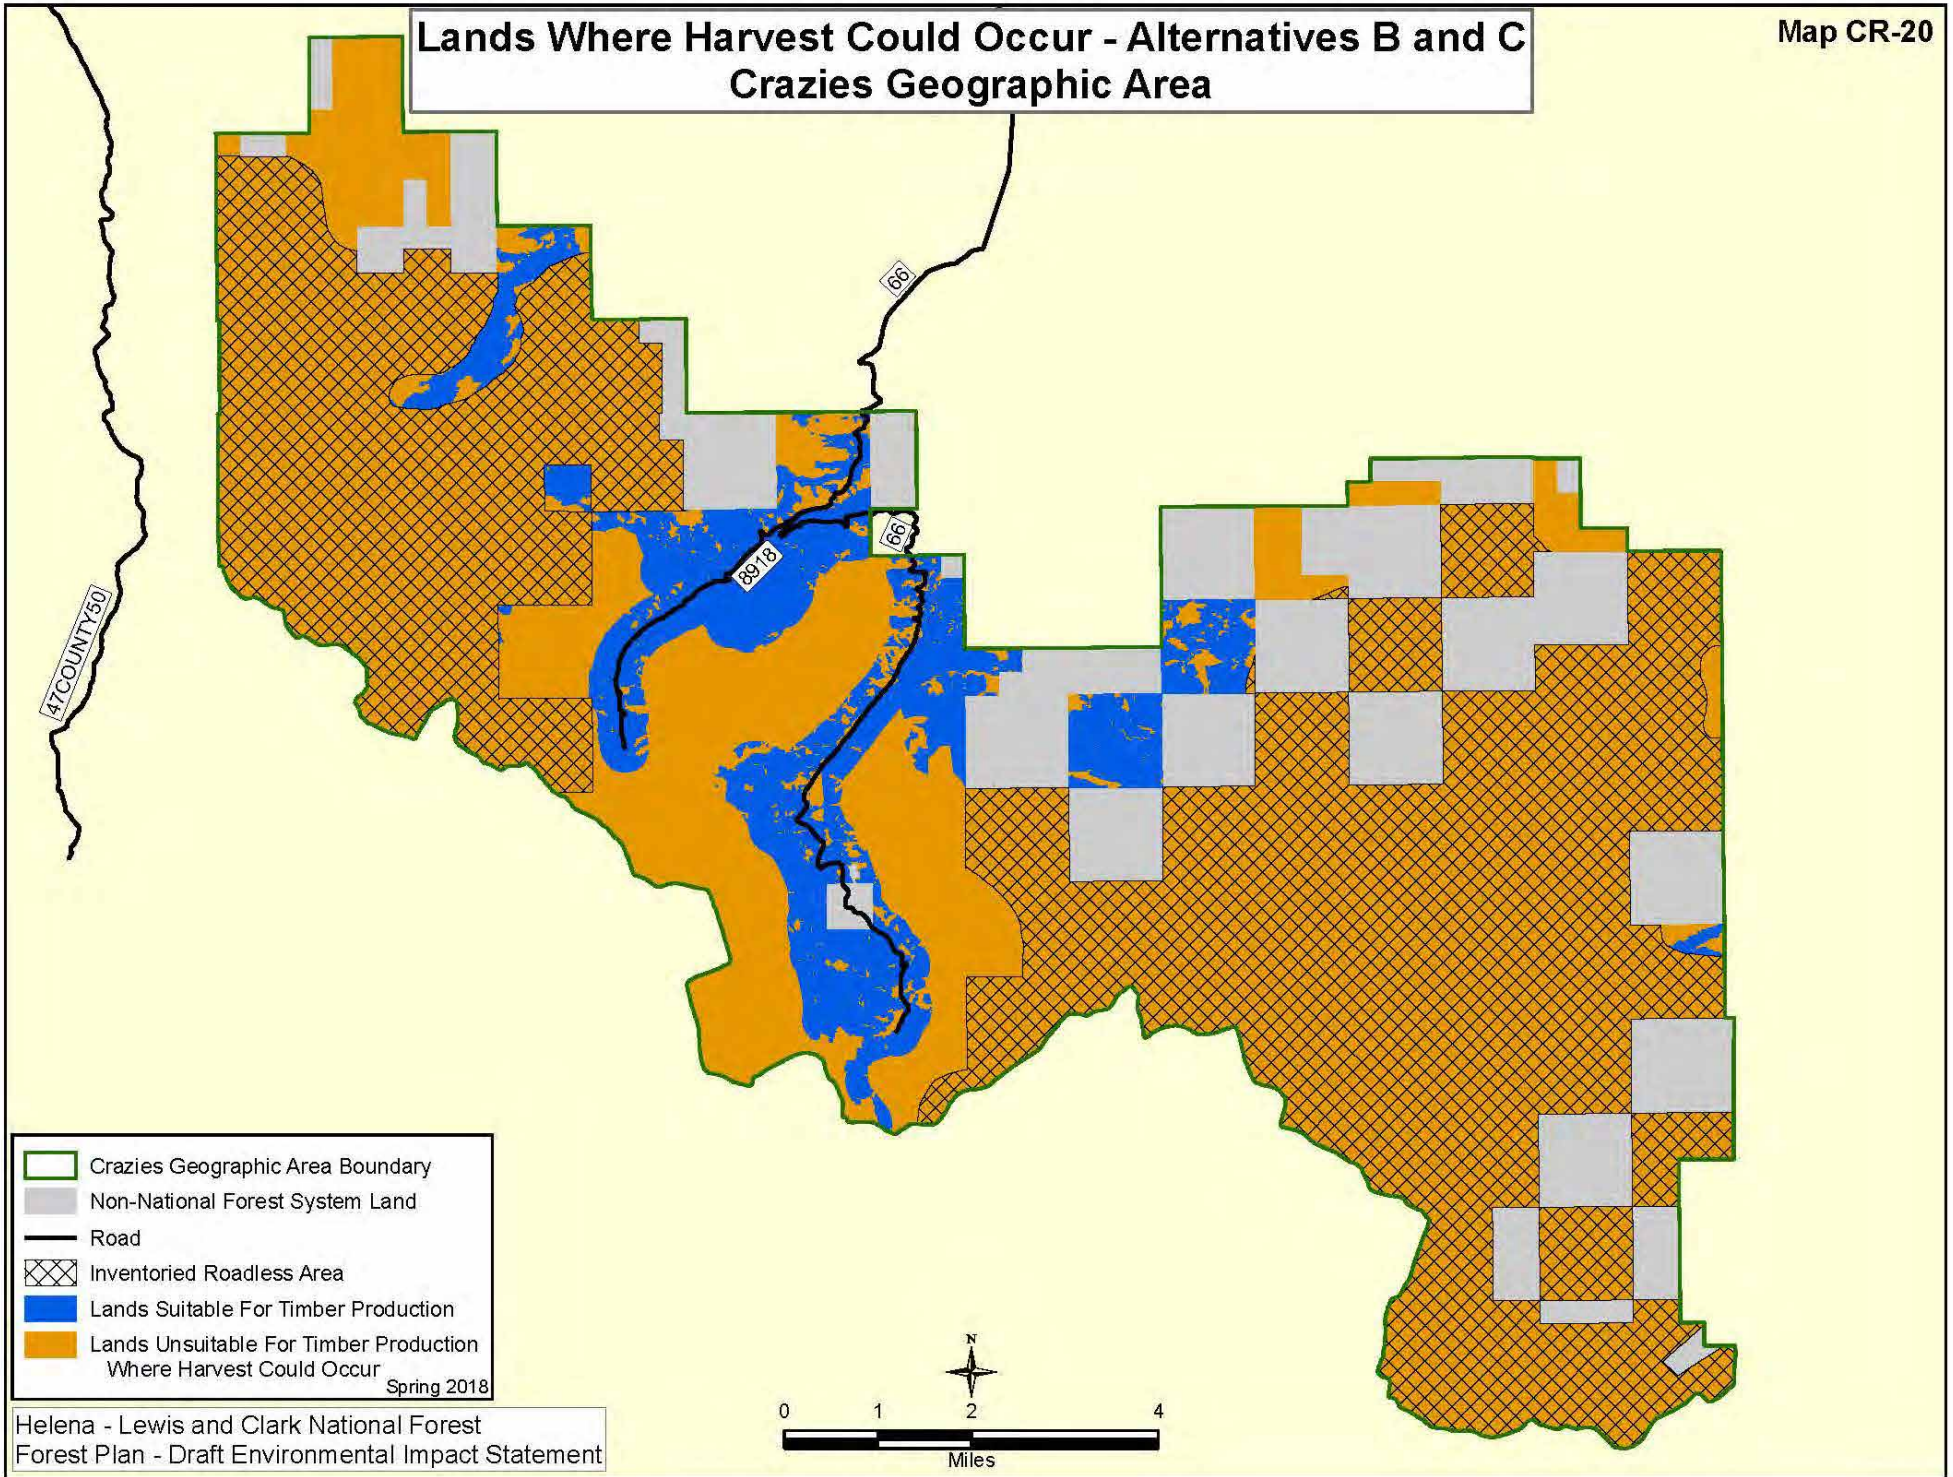 Lands Where Harvest Could Occur - Alternatives B and C
Crazies Geographic Area
Map CR-20
66
66
8918
47COUNTY50
Crazies Geographic Area Boundary
Non-National Forest System Land
Road
Inventoried Roadless Area
Lands Suitable For Timber Production
Lands Unsuitable For Timber Production
Where Harvest Could Occur
Spring 2018
Helena - Lewis and Clark National Forest
Forest Plan - Draft Environmental Impact Statement
N
0 1 2 4
Miles